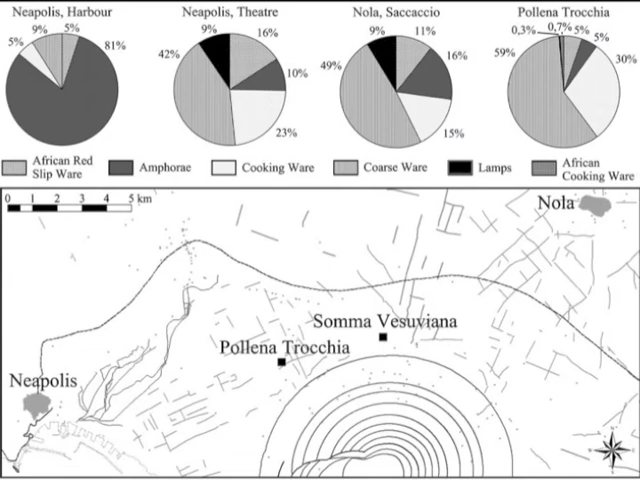 Neapolis, Harbour
Neapolis, Theatre
Nola, Saccaccio
Pollena Trocchia
5%
9%
5%
81%
42%
9%
16%
10%
23%
49%
9%
11%
16%
15%
59%
0,3%
0,7%
5%
5%
30%
African Red
Slip Ware
Amphorae
Cooking Ware
Coarse Ware
Lamps
African
Cooking Ware
0 1 2 3 4 5 km
Nola
Somma Vesuviana
Pollena Trocchia
Neapolis